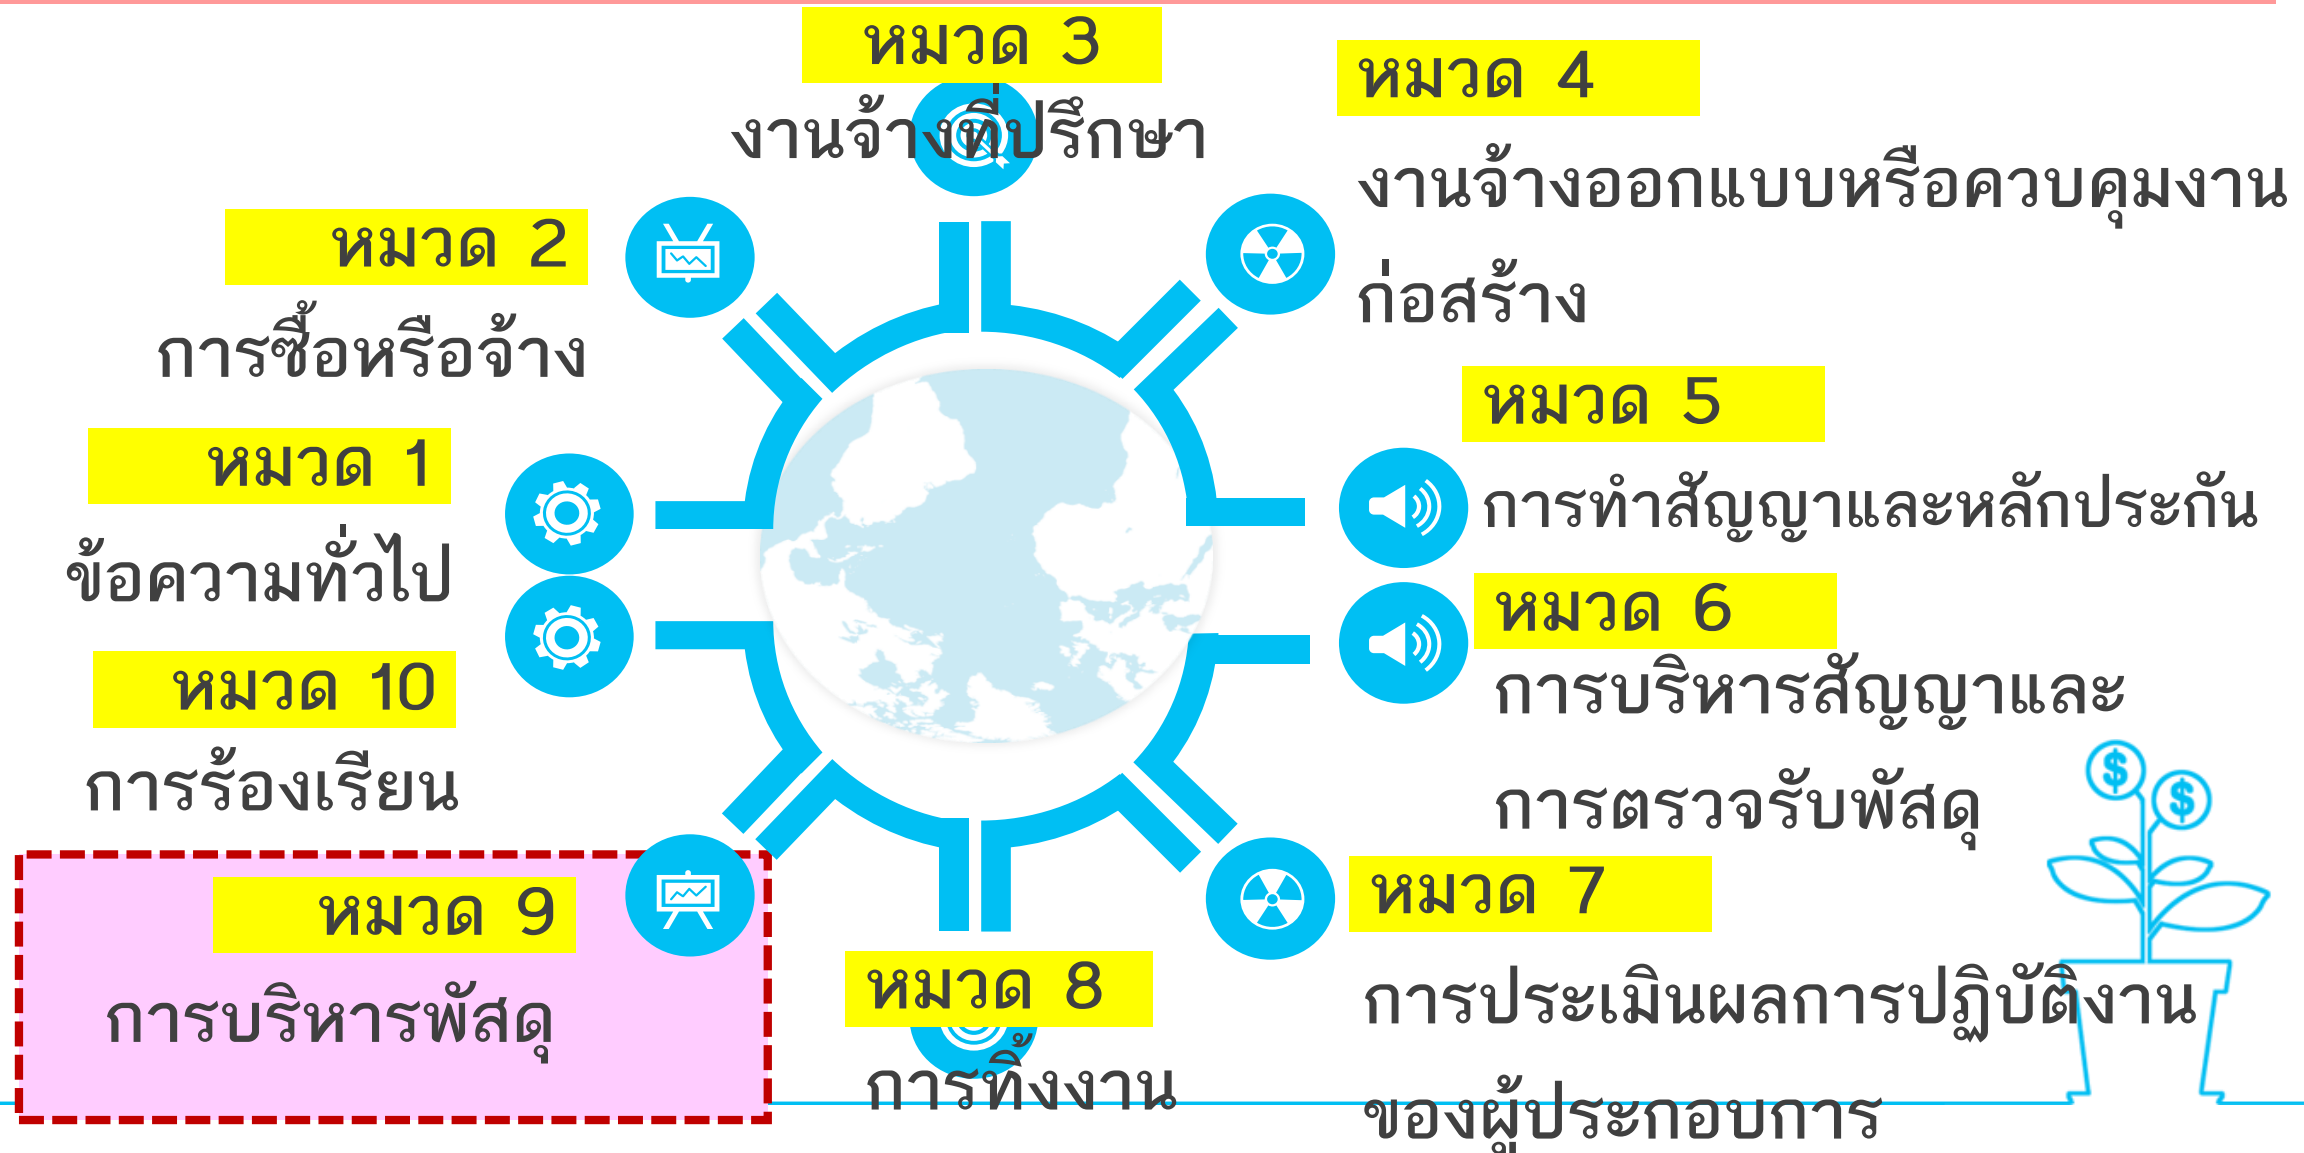 หมวด 3
งานจ้างที่ปรึกษา
หมวด 4
งานจ้างออกแบบหรือควบคุมงาน
ก่อสร้าง
หมวด 2
การซื้อหรือจ้าง
หมวด 5
การทำสัญญาและหลักประกัน
หมวด 1
ข้อความทั่วไป
หมวด 6
การบริหารสัญญาและ
การตรวจรับพัสดุ
หมวด 10
การร้องเรียน
หมวด 7
การประเมินผลการปฏิบัติงาน
ของผู้ประกอบการ
หมวด 9
การบริหารพัสดุ
หมวด 8
การทิ้งงาน
$
$